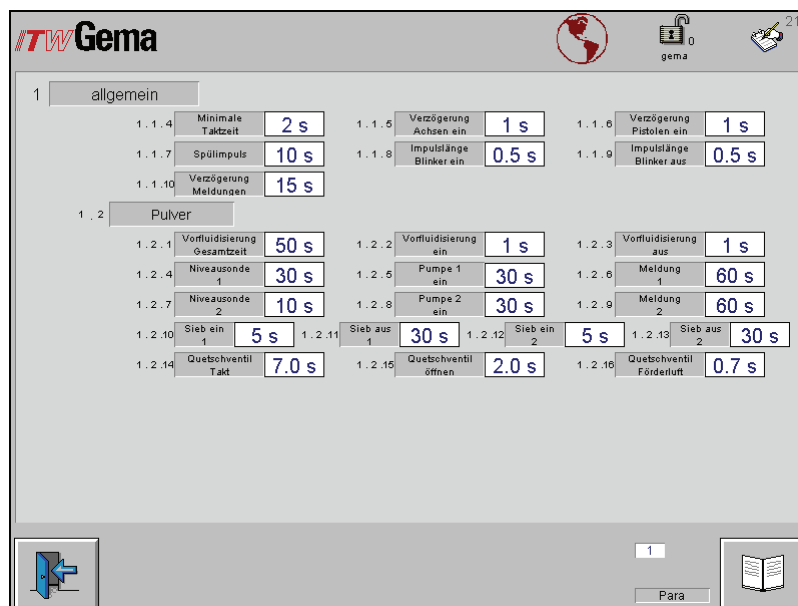 ITWGema
0
gema
21
1 allgemein
1.1.4 Minimale Taktzeit 2 s 1.1.5 Verzögerung Achsen ein 1 s 1.1.6 Verzögerung Pistolen ein 1 s
1.1.7 Spülimpuls 10 s 1.1.8 Impulslänge Blinker ein 0.5 s 1.1.9 Impulslänge Blinker aus 0.5 s
1.1.10 Verzögerung Meldungen 15 s
1.2 Pulver
1.2.1 Vorfluidisierung Gesamtzeit 50 s 1.2.2 Vorfluidisierung ein 1 s 1.2.3 Vorfluidisierung aus 1 s
1.2.4 Niveausonde 1 30 s 1.2.5 Pumpe 1 ein 30 s 1.2.6 Meldung 1 60 s
1.2.7 Niveausonde 2 10 s 1.2.8 Pumpe 2 ein 30 s 1.2.9 Meldung 2 60 s
1.2.10 Sieb ein 1 5 s 1.2.11 Sieb aus 1 30 s 1.2.12 Sieb ein 2 5 s 1.2.13 Sieb aus 2 30 s
1.2.14 Quetschventil Takt 7.0 s 1.2.15 Quetschventil öffnen 2.0 s 1.2.16 Quetschventil Förderluft 0.7 s
1
Para